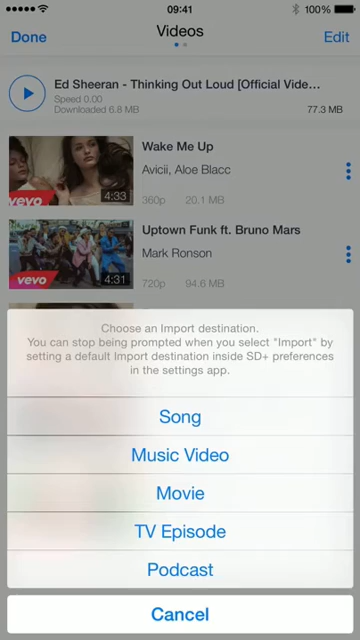 09:41
100%
Done
Videos
Edit
Ed Sheeran - Thinking Out Loud [Official Vide...
Speed 0.00
Downloaded 6.8 MB
77.3 MB
Wake Me Up
Avicii, Aloe Blacc
vevo
4:33
360p
20.1 MB
Uptown Funk ft. Bruno Mars
Mark Ronson
vevo
4:31
720p
94.6 MB
Choose an Import destination.
You can stop being prompted when you select "Import" by
setting a default Import destination inside SD+ preferences
in the settings app.
Song
Music Video
Movie
TV Episode
Podcast
Cancel